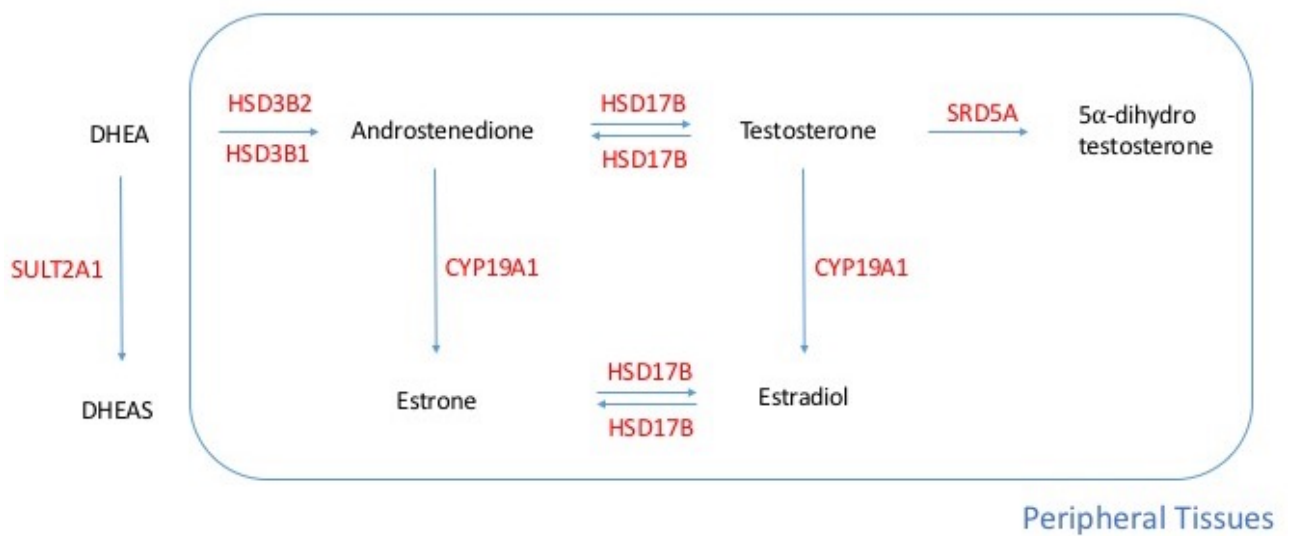 HSD3B2
HSD17B
SRD5A
5α-dihydro
DHEA
Androstenedione
Testosterone
testosterone
HSD3B1
HSD17B
SULT2A1
CYP19A1
CYP19A1
HSD17B
DHEAS
Estrone
Estradiol
HSD17B
Peripheral Tissues